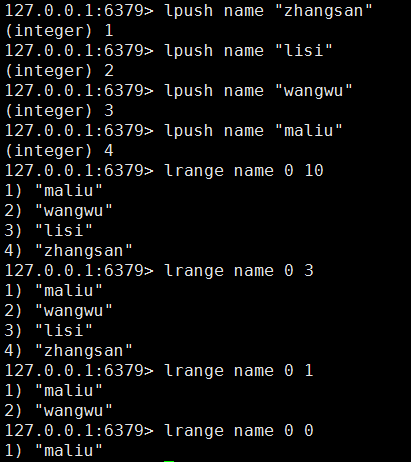 127.0.0.1:6379> lpush name "zhangsan"
(integer) 1
127.0.0.1:6379> lpush name "lisi"
(integer) 2
127.0.0.1:6379> lpush name "wangwu"
(integer) 3
127.0.0.1:6379> lpush name "maliu"
(integer) 4
127.0.0.1:6379> lrange name 0 10
1) "maliu"
2) "wangwu"
3) "lisi"
4) "zhangsan"
127.0.0.1:6379> lrange name 0 3
1) "maliu"
2) "wangwu"
3) "lisi"
4) "zhangsan"
127.0.0.1:6379> lrange name 0 1
1) "maliu"
2) "wangwu"
127.0.0.1:6379> lrange name 0 0
1) "maliu"